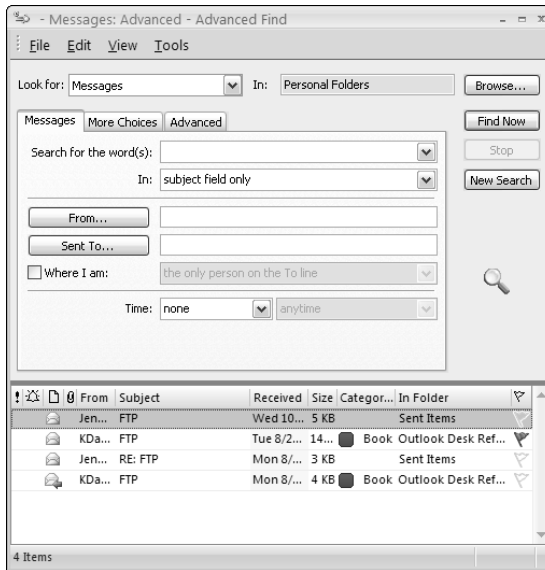 - Messages: Advanced - Advanced Find
File Edit View Tools
Look for: Messages In: Personal Folders Browse...
Messages More Choices Advanced Find Now
Search for the word(s): Stop
In: subject field only New Search
From...
Sent To...
Where I am: the only person on the To line
Time: none anytime
! From Subject Received Size Categor... In Folder
Jen... FTP Wed 10... 5 KB Sent Items
KDa... FTP Tue 8/2... 14... Book Outlook Desk Ref...
Jen... RE: FTP Mon 8/... 3 KB Sent Items
KDa... FTP Mon 8/... 4 KB Book Outlook Desk Ref...
4 Items